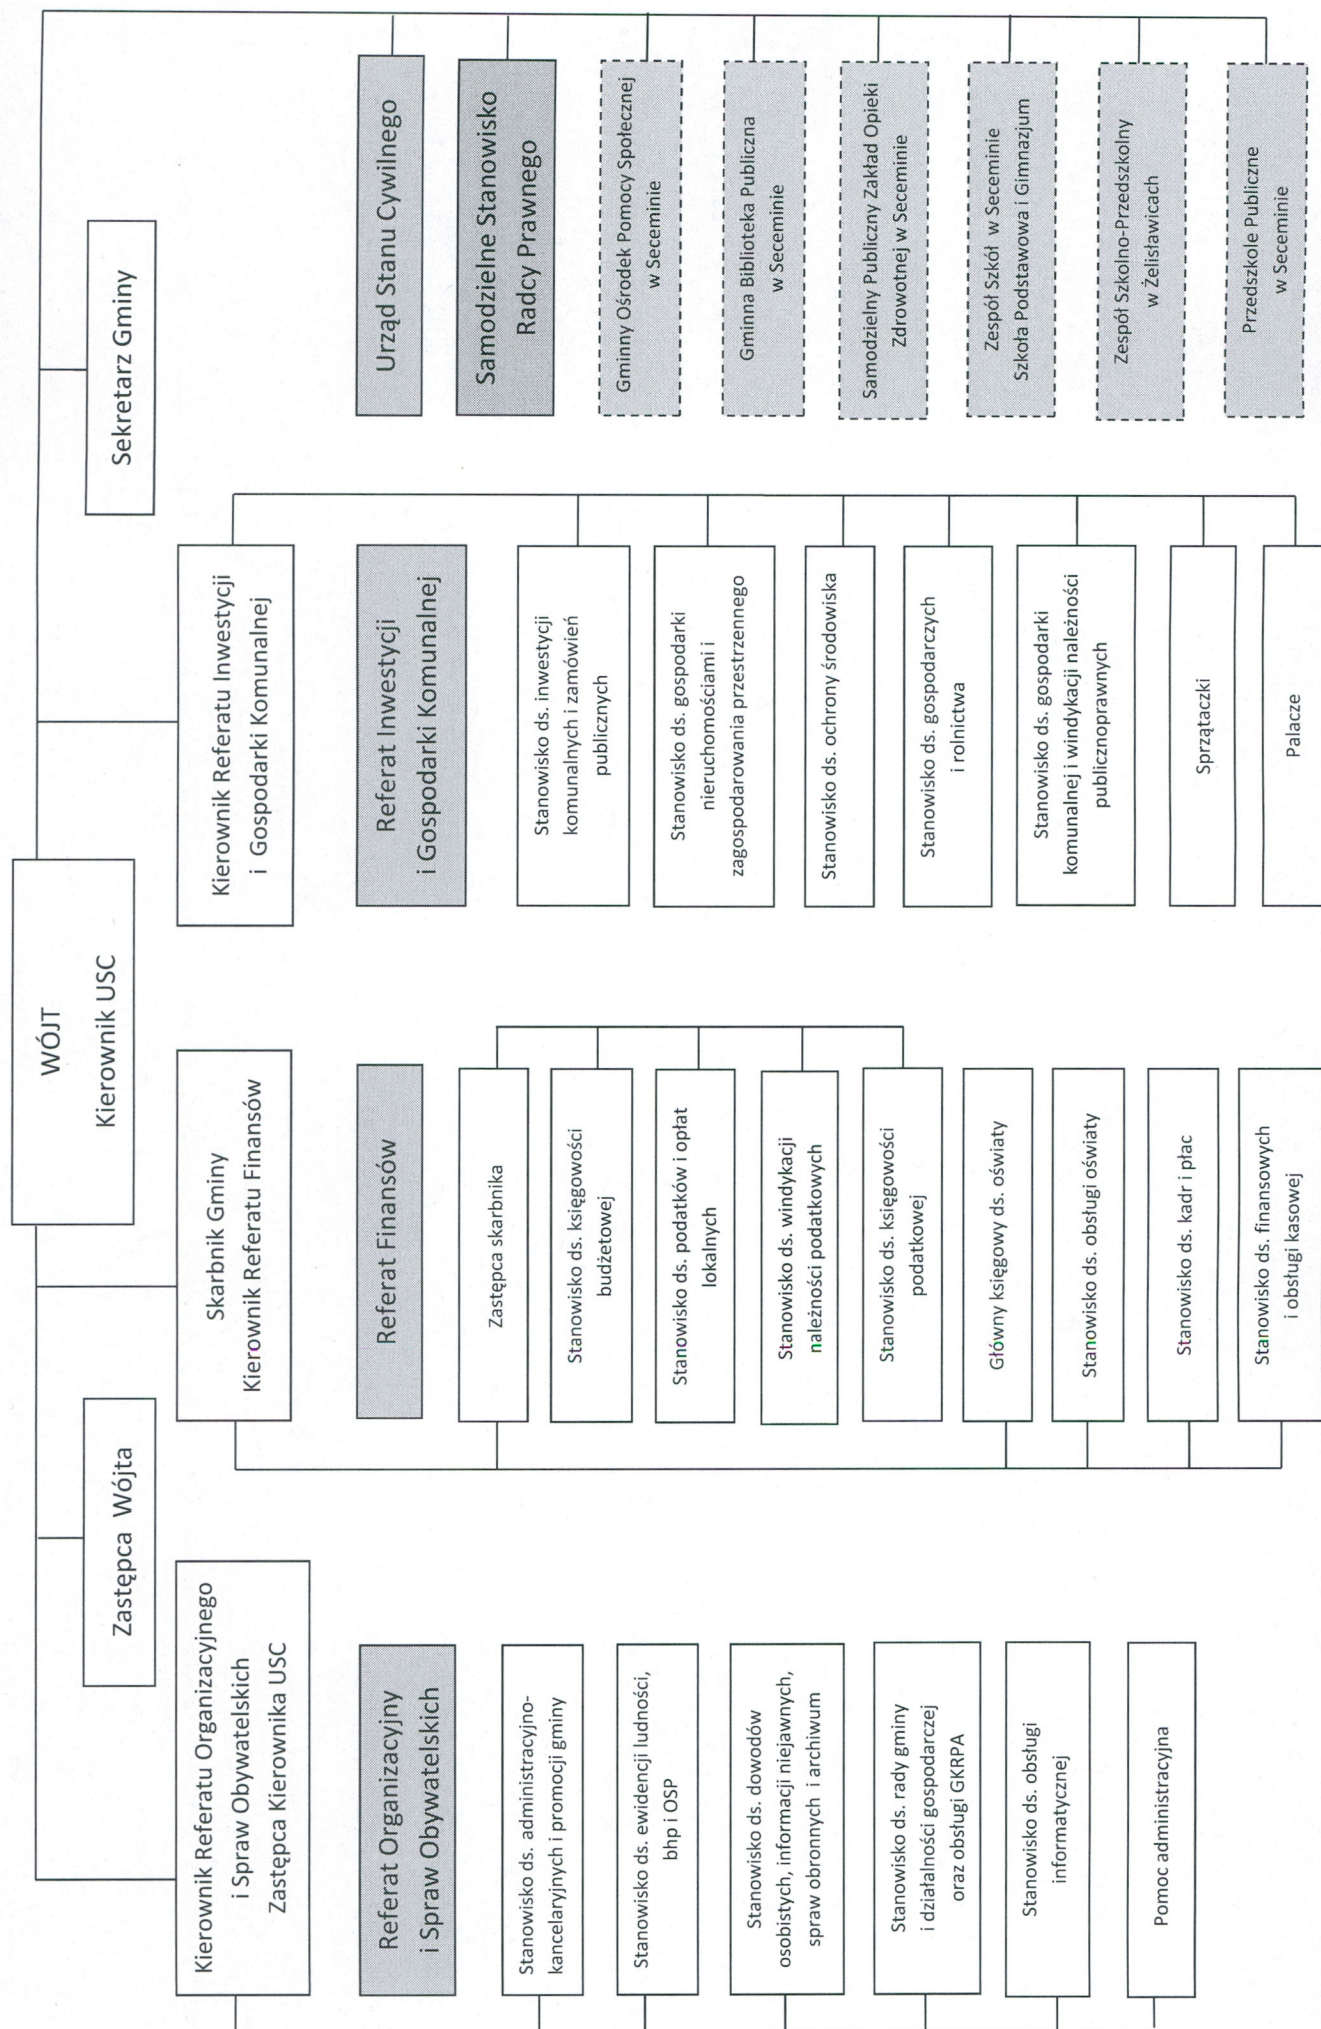 WÓJT
Kierownik USC
Zastępca Wójta
Sekretarz Gminy
Kierownik Referatu Organizacyjnego
i Spraw Obywatelskich
Zastępca Kierownika USC
Skarbnik Gminy
Kierownik Referatu Finansów
Kierownik Referatu Inwestycji
i Gospodarki Komunalnej
Referat Organizacyjny
i Spraw Obywatelskich
Stanowisko ds. administracyjno-
kancelaryjnych i promocji gminy
Stanowisko ds. ewidencji ludności,
bhp i OSP
Stanowisko ds. dowodów
osobistych, informacji niejawnych,
spraw obronnych i archiwum
Stanowisko ds. rady gminy
i działalności gospodarczej
oraz obsługi GKRPA
Stanowisko ds. obsługi
informatycznej
Pomoc administracyjna
Referat Finansów
Zastępca skarbnika
Stanowisko ds. księgowości
budżetowej
Stanowisko ds. podatków i opłat
lokalnych
Stanowisko ds. windykacji
należności podatkowych
Stanowisko ds. księgowości
podatkowej
Główny księgowy ds. oświaty
Stanowisko ds. obsługi oświaty
Stanowisko ds. kadr i płac
Stanowisko ds. finansowych
i obsługi kasowej
Referat Inwestycji
i Gospodarki Komunalnej
Stanowisko ds. inwestycji
komunalnych i zamówień
publicznych
Stanowisko ds. gospodarki
nieruchomościami i
zagospodarowania przestrzennego
Stanowisko ds. ochrony środowiska
Stanowisko ds. gospodarczych
i rolnictwa
Stanowisko ds. gospodarki
komunalnej i windykacji należności
publicznoprawnych
Sprzątaczki
Palacze
Urząd Stanu Cywilnego
Samodzielne Stanowisko
Radcy Prawnego
Gminny Ośrodek Pomocy Społecznej
w Seceminie
Gminna Biblioteka Publiczna
w Seceminie
Samodzielny Publiczny Zakład Opieki
Zdrowotnej w Seceminie
Zespół Szkół w Seceminie
Szkoła Podstawowa i Gimnazjum
Zespół Szkolno-Przedszkolny
w Żelisławicach
Przedszkole Publiczne
w Seceminie